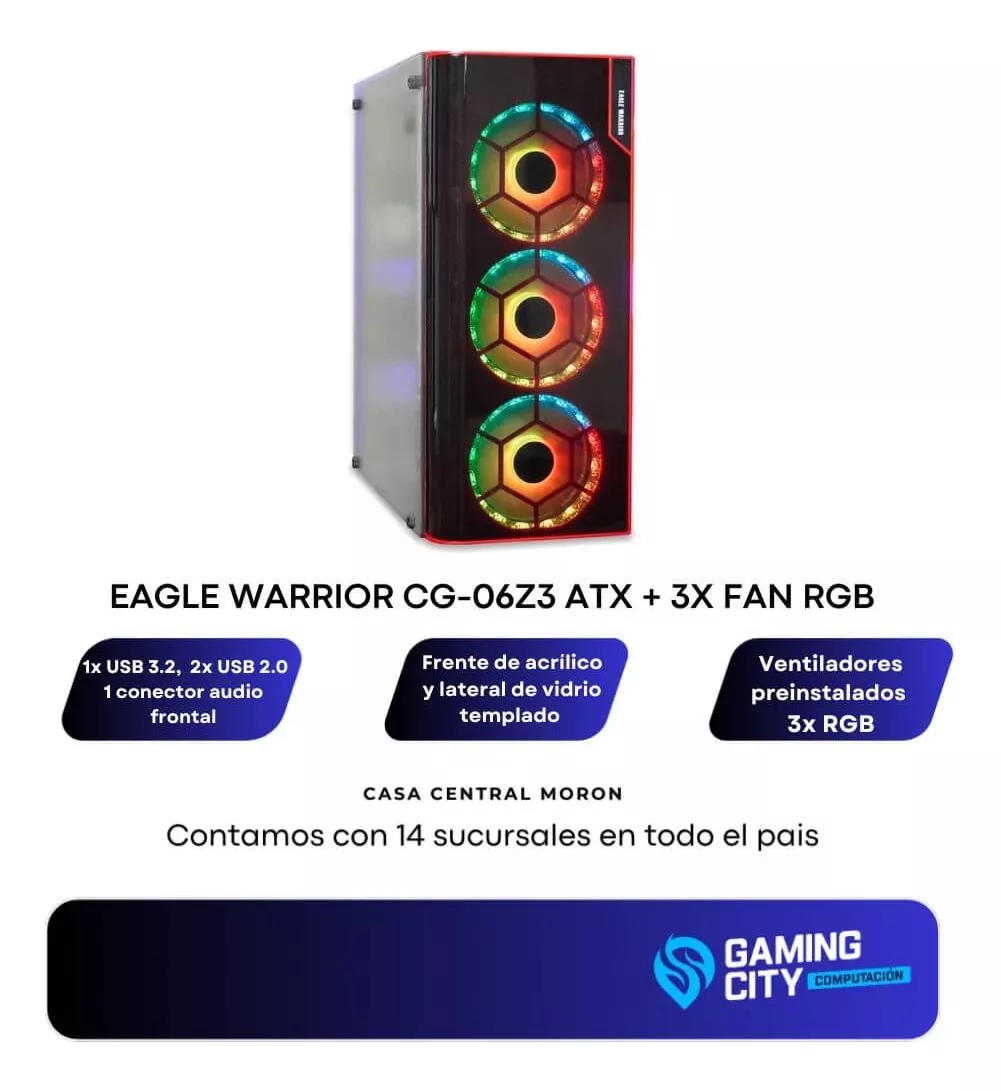 EAGLE WARRIOR
EAGLE WARRIOR CG-06Z3 ATX + 3X FAN RGB
1x USB 3.2, 2x USB 2.0
1 conector audio
frontal
Frente de acrílico
y lateral de vidrio
templado
Ventiladores
preinstalados
3x RGB
CASA CENTRAL MORON
Contamos con 14 sucursales en todo el pais
GAMING
CITY COMPUTACIÓN